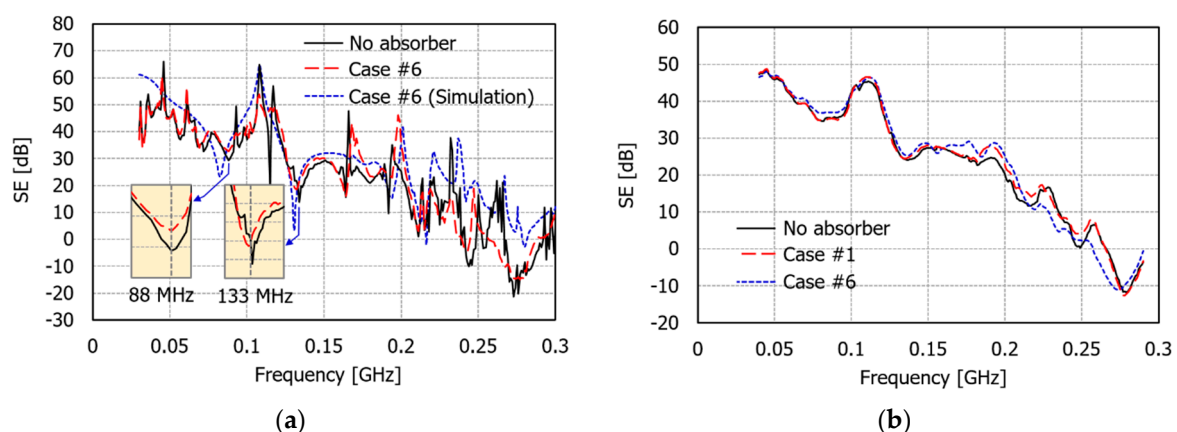 80
70
60
50
40
30
20
10
0
-10
-20
-30
SE [dB]
No absorber
Case #6
Case #6 (Simulation)
88 MHz
133 MHz
0
0.05
0.1
0.15
0.2
0.25
0.3
Frequency [GHz]
(a)
60
50
40
30
20
10
0
-10
-20
SE [dB]
No absorber
Case #1
Case #6
0
0.05
0.1
0.15
0.2
0.25
0.3
Frequency [GHz]
(b)